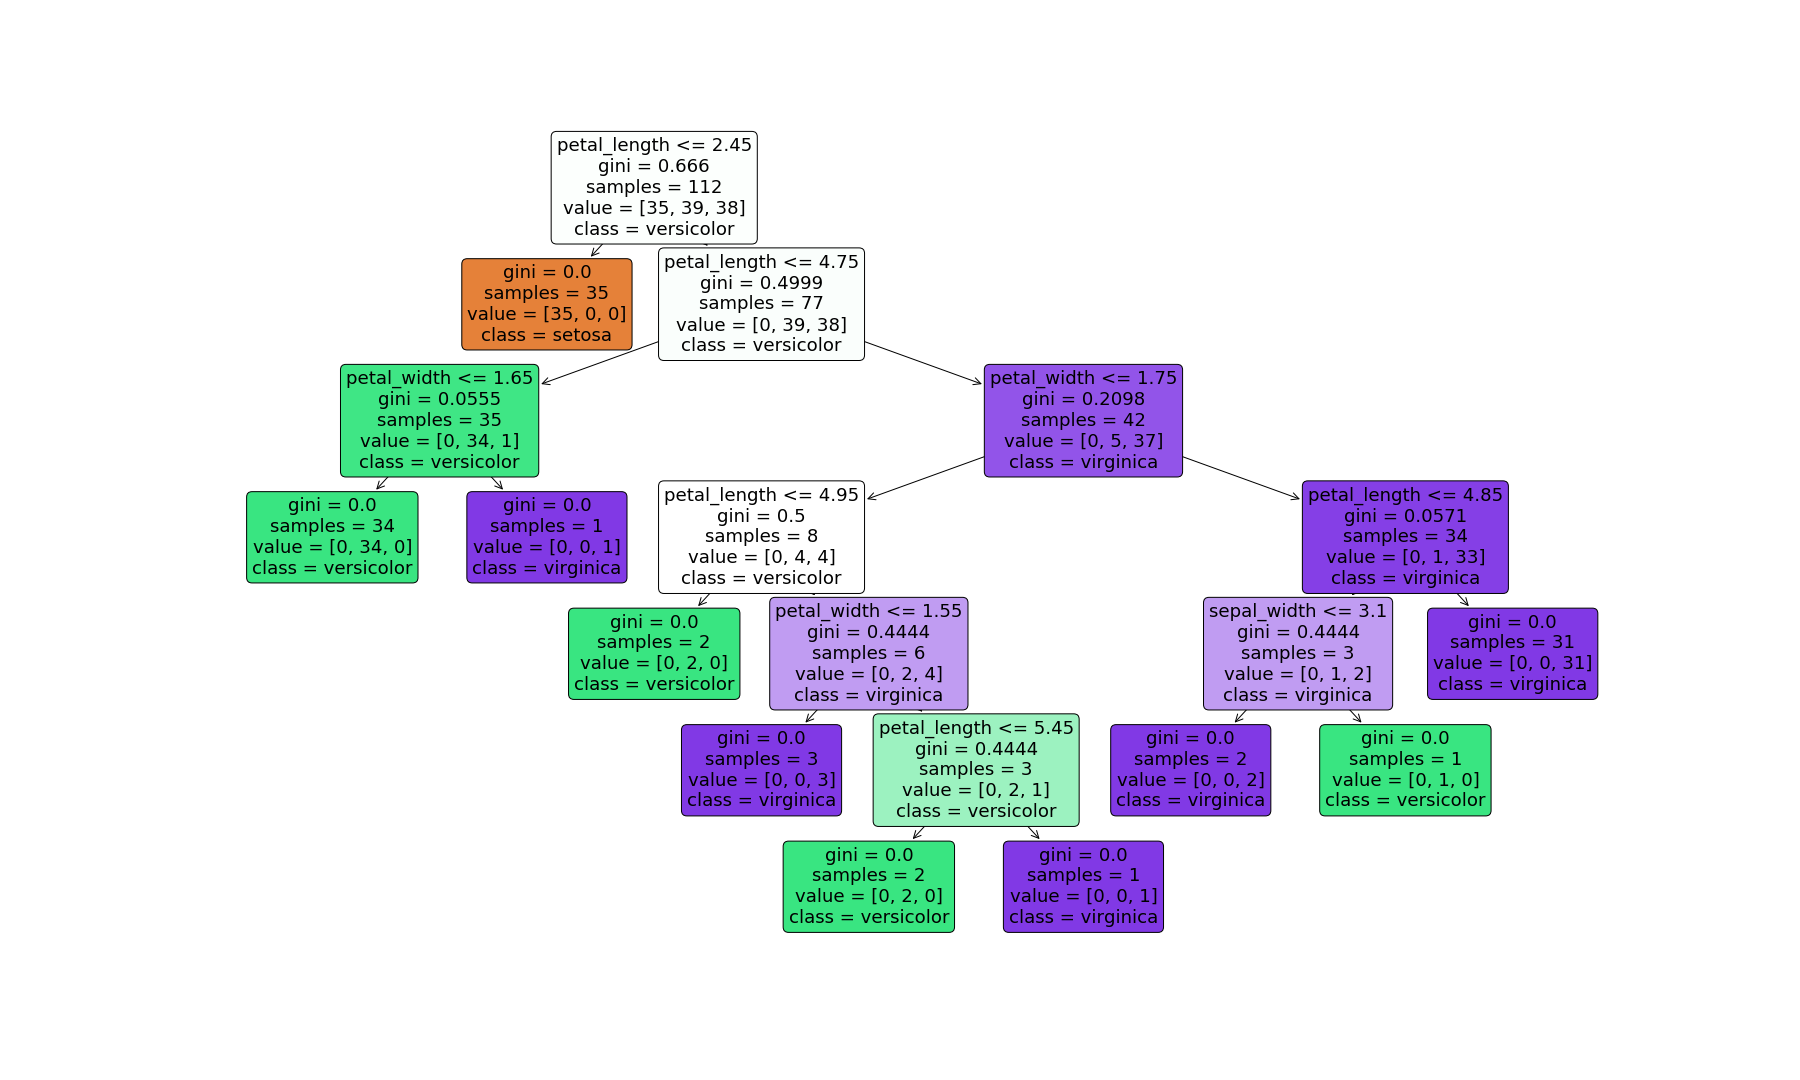 petal_length <= 2.45
gini = 0.666
samples = 112
value = [35, 39, 38]
class = versicolor
gini = 0.0
samples = 35
value = [35, 0, 0]
class = setosa
petal_length <= 4.75
gini = 0.4999
samples = 77
value = [0, 39, 38]
class = versicolor
petal_width <= 1.65
gini = 0.0555
samples = 35
value = [0, 34, 1]
class = versicolor
petal_width <= 1.75
gini = 0.2098
samples = 42
value = [0, 5, 37]
class = virginica
gini = 0.0
samples = 34
value = [0, 34, 0]
class = versicolor
gini = 0.0
samples = 1
value = [0, 0, 1]
class = virginica
petal_length <= 4.95
gini = 0.5
samples = 8
value = [0, 4, 4]
class = versicolor
petal_length <= 4.85
gini = 0.0571
samples = 34
value = [0, 1, 33]
class = virginica
gini = 0.0
samples = 2
value = [0, 2, 0]
class = versicolor
petal_width <= 1.55
gini = 0.4444
samples = 6
value = [0, 2, 4]
class = virginica
sepal_width <= 3.1
gini = 0.4444
samples = 3
value = [0, 1, 2]
class = virginica
gini = 0.0
samples = 31
value = [0, 0, 31]
class = virginica
gini = 0.0
samples = 3
value = [0, 0, 3]
class = virginica
petal_length <= 5.45
gini = 0.4444
samples = 3
value = [0, 2, 1]
class = versicolor
gini = 0.0
samples = 2
value = [0, 0, 2]
class = virginica
gini = 0.0
samples = 1
value = [0, 1, 0]
class = versicolor
gini = 0.0
samples = 2
value = [0, 2, 0]
class = versicolor
gini = 0.0
samples = 1
value = [0, 0, 1]
class = virginica